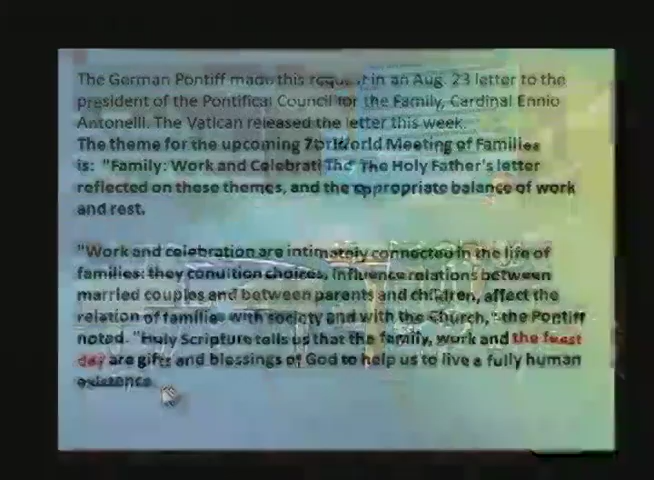 The German Pontiff made this request in an Aug. 23 letter to the
president of the Pontifical Council for the Family, Cardinal Ennio
Antonelli. The Vatican released the letter this week.
The theme for the upcoming World Meeting of Families
is: "Family: Work and The Holy Father's letter
reflected on these themes, and the appropriate balance of work
and rest.
"Work and celebration are intimately connected in the life of
families: they condition choices, influence relations between
married couples and between parents and children, affect the
relation of families with society and with the Church," the Pontiff
noted. "Holy Scripture tells us that the family, work and the feast
day are gifts and blessings of God to help us to live a fully human
existence